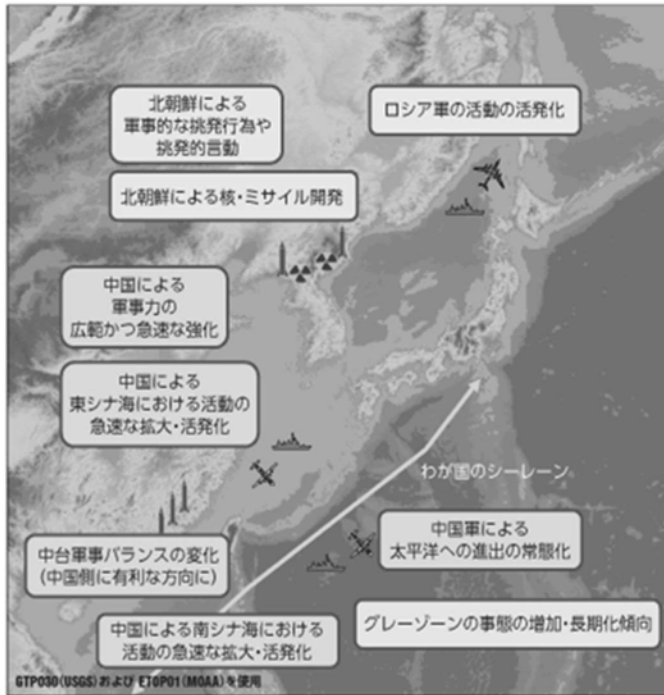 北朝鮮による
軍事的な挑発行為や
挑発的言動
ロシア軍の活動の活発化
北朝鮮による核・ミサイル開発
中国による
軍事力の
広範かつ急速な強化
中国による
東シナ海における活動の
急速な拡大・活発化
わが国のシーレーン
中国軍による
太平洋への進出の常態化
中台軍事バランスの変化
（中国側に有利な方向に）
中国による南シナ海における
活動の急速な拡大・活発化
グレーゾーンの事態の増加・長期化傾向
GTPO30(USGS)および ETOP01(MOAA)を使用